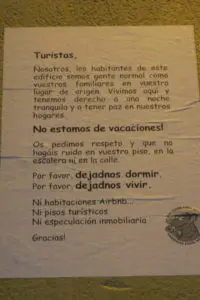 Turistas,
Nosotros, los habitantes de este
edificio somos gente normal como
vuestros familiares en vuestro
lugar de origen. Vivimos aquí y
tenemos derecho a una noche
tranquila y a tener paz en nuestros
hogares.
No estamos de vacaciones!
Os pedimos respeto y que no
hagáis ruido en vuestro piso, en la
escalera ni en la calle.
Por favor, dejadnos dormir.
Por favor, dejadnos vivir.
Ni habitaciones Airbnb...
Ni pisos turísticos
Ni especulación inmobiliaria
Gracias!